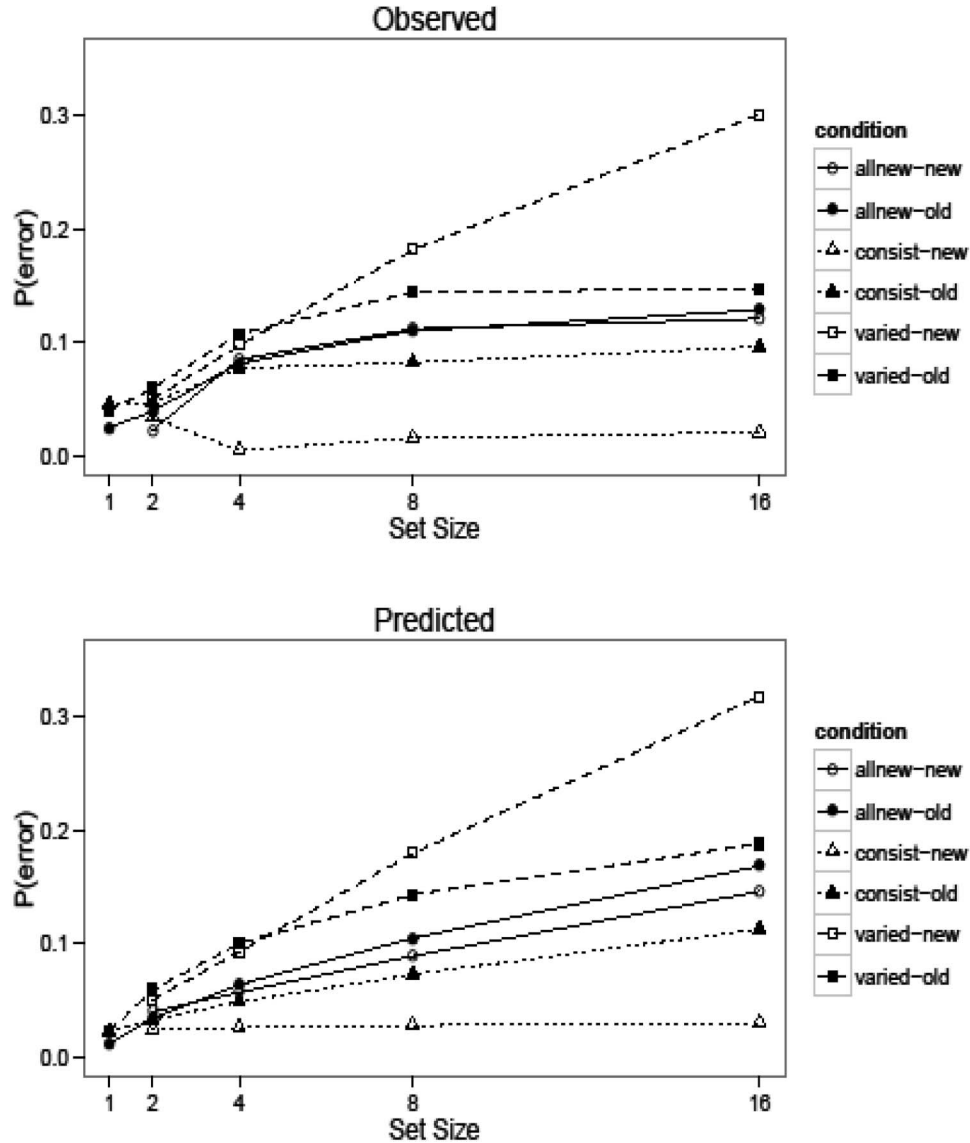 Observed
P(error)
0.3
0.2
0.1
0.0
1 2 4 8 16
Set Size
condition
allnew-new
allnew-old
consist-new
consist-old
varied-new
varied-old
Predicted
P(error)
0.3
0.2
0.1
0.0
1 2 4 8 16
Set Size
condition
allnew-new
allnew-old
consist-new
consist-old
varied-new
varied-old